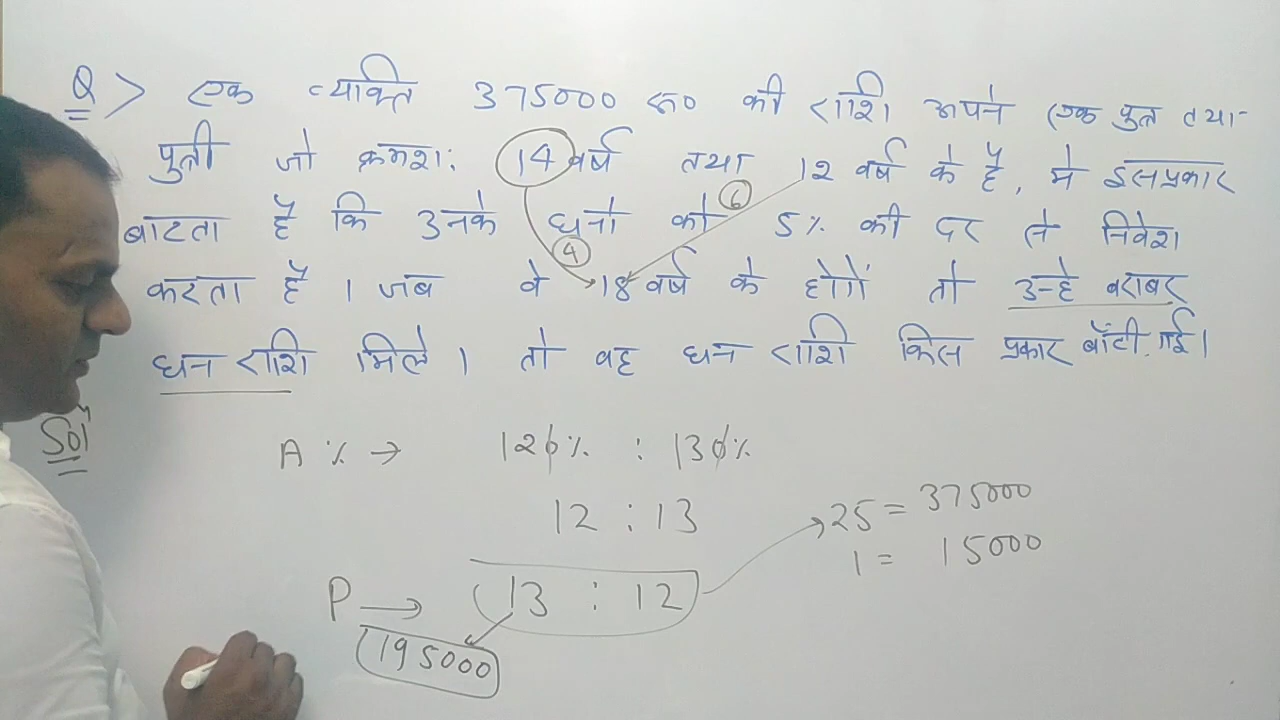 Q > एक व्यक्ति 375000 रू० की राशि अपने एक पुत्र तथा
पुत्री जो क्रमशः 14 वर्ष तथा 12 वर्ष के है, मे इसप्रकार
6
बाटता है कि उनके धनो को 5% की दर से निवेश
4
करता है । जब वे 18 वर्ष के होगें तो उन्हे बराबर
धन राशि मिले । तो वह धन राशि किस प्रकार बाँटी गई।
Solⁿ
A % → 120% : 130%
12 : 13
25 = 375000
1 = 15000
P → 13 : 12
195000